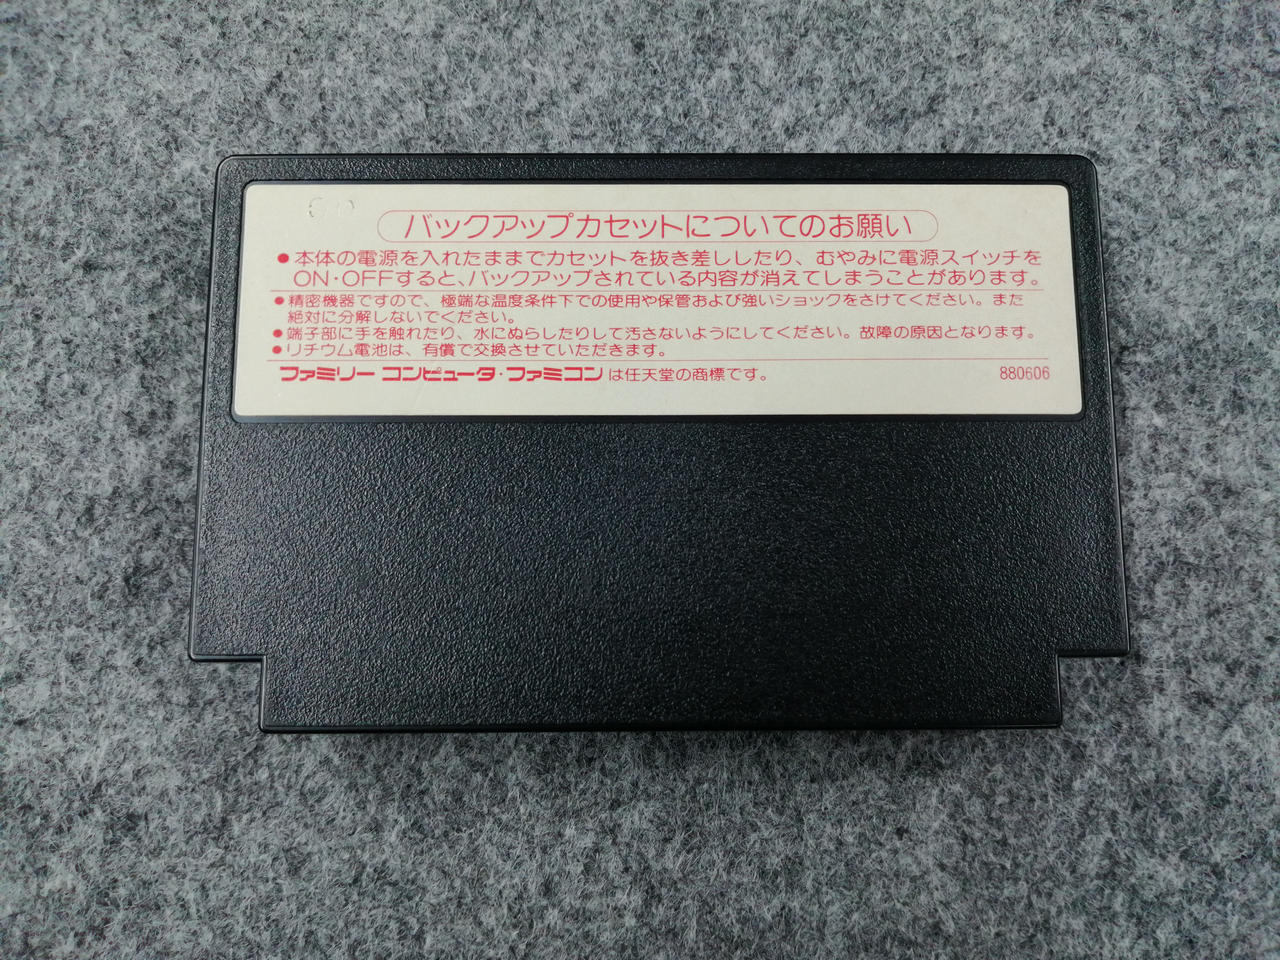 バックアップカセットについてのお願い
●本体の電源を入れたままでカセットを抜き差ししたり、むやみに電源スイッチを
ON・OFFすると、バックアップされている内容が消えてしまうことがあります。
●精密機器ですので、極端な温度条件下での使用や保管および強いショックをさけてください。また
絶対に分解しないでください。
●端子部に手を触れたり、水にぬらしたりして汚さないようにしてください。故障の原因となります。
●リチウム電池は、有償で交換させていただきます。
ファミリーコンピュータ・ファミコンは任天堂の商標です。 880606